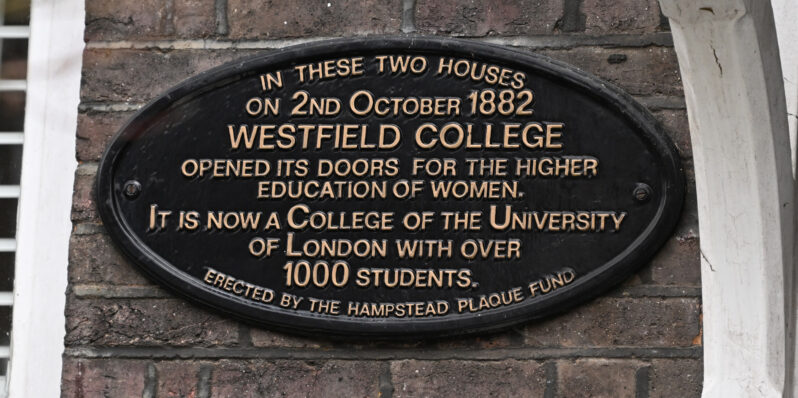 IN THESE TWO HOUSES
ON 2ND OCTOBER 1882
WESTFIELD COLLEGE
OPENED ITS DOORS FOR THE HIGHER
EDUCATION OF WOMEN.
IT IS NOW A COLLEGE OF THE UNIVERSITY
OF LONDON WITH OVER
1000 STUDENTS.
ERECTED BY THE HAMPSTEAD PLAQUE FUND